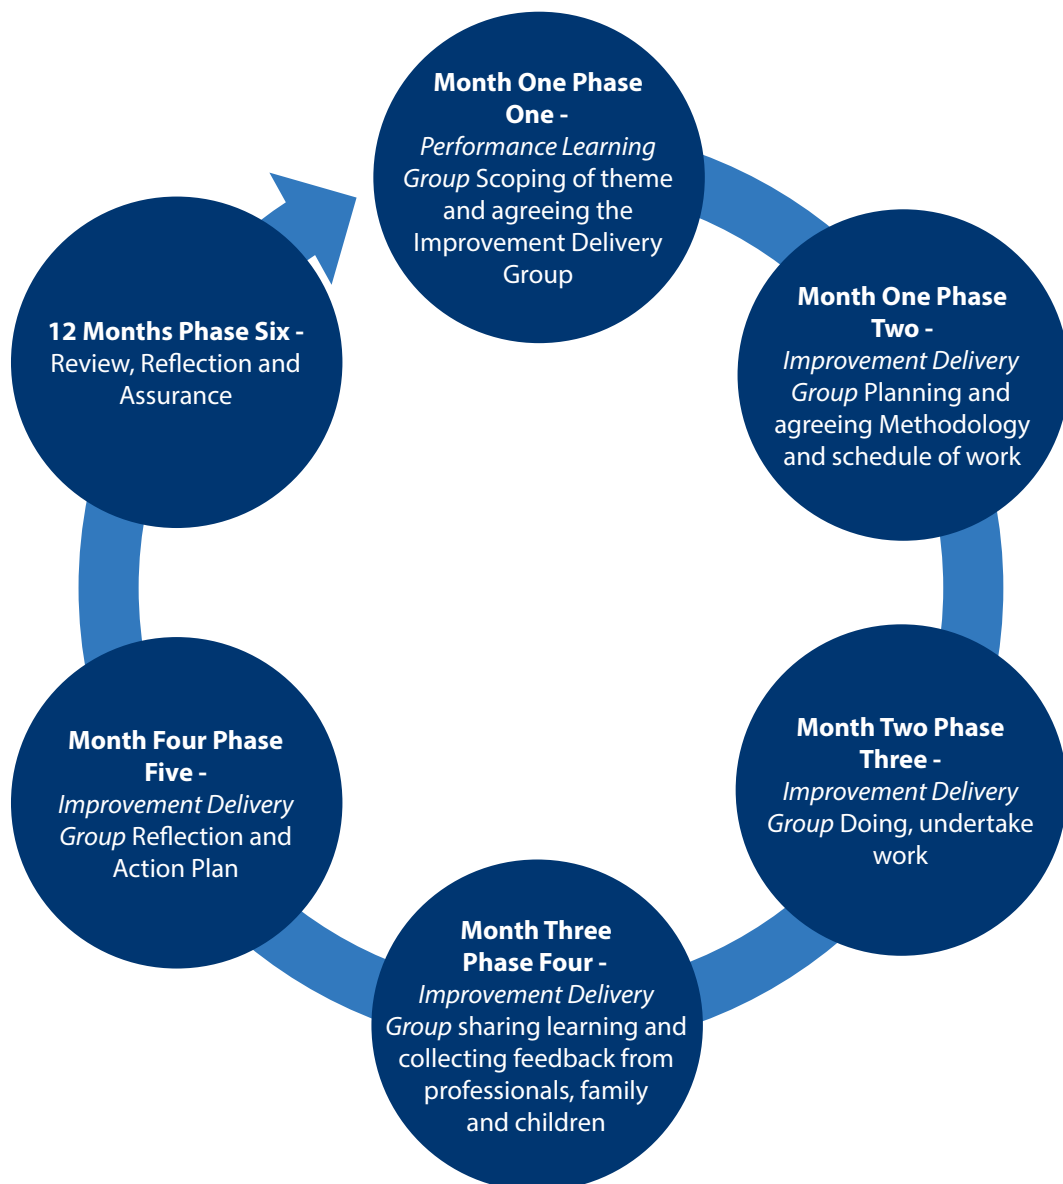 Month One Phase
One -
Performance Learning
Group Scoping of theme
and agreeing the
Improvement Delivery
Group
Month One Phase
Two -
Improvement Delivery
Group Planning and
agreeing Methodology
and schedule of work
Month Two Phase
Three -
Improvement Delivery
Group Doing, undertake
work
Month Three
Phase Four -
Improvement Delivery
Group sharing learning and
collecting feedback from
professionals, family
and children
Month Four Phase
Five -
Improvement Delivery
Group Reflection and
Action Plan
12 Months Phase Six -
Review, Reflection and
Assurance